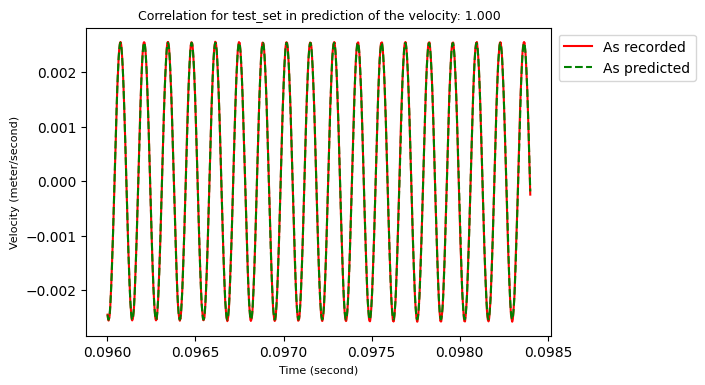 Correlation for test_set in prediction of the velocity: 1.000
As recorded
As predicted
Velocity (meter/second)
0.002
0.001
0.000
−0.001
−0.002
0.0960 0.0965 0.0970 0.0975 0.0980 0.0985
Time (second)